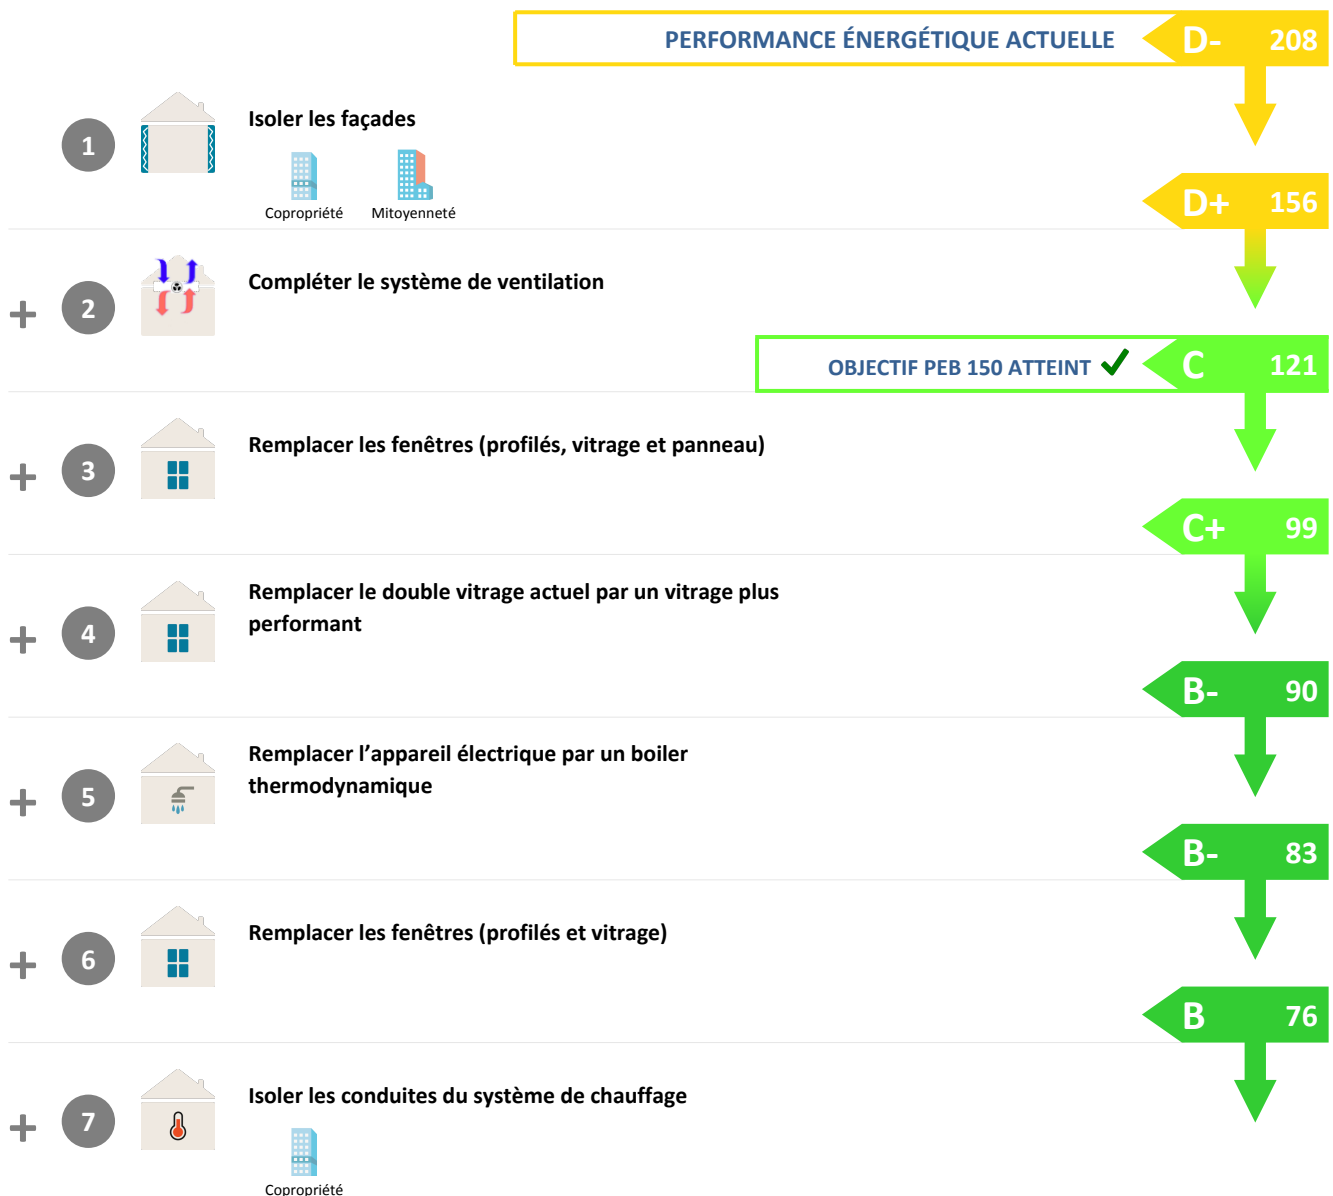 PERFORMANCE ÉNERGÉTIQUE ACTUELLE D- 208
1 Isoler les façades
Copropriété Mitoyenneté
D+ 156
+ 2 Compléter le système de ventilation
OBJECTIF PEB 150 ATTEINT ✓ C 121
+ 3 Remplacer les fenêtres (profilés, vitrage et panneau)
C+ 99
+ 4 Remplacer le double vitrage actuel par un vitrage plus
performant
B- 90
+ 5 Remplacer l’appareil électrique par un boiler
thermodynamique
B- 83
+ 6 Remplacer les fenêtres (profilés et vitrage)
B 76
+ 7 Isoler les conduites du système de chauffage
Copropriété